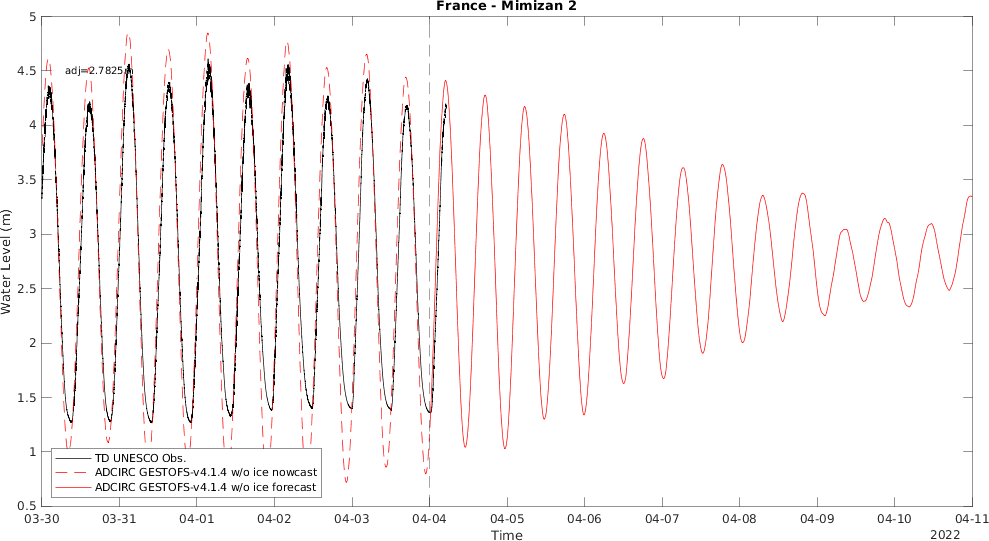 France - Mimizan 2
5
4.5
4
3.5
3
2.5
2
1.5
1
0.5
Water Level (m)
adj=2.7825m
TD UNESCO Obs.
ADCIRC GESTOFS-v4.1.4 w/o ice nowcast
ADCIRC GESTOFS-v4.1.4 w/o ice forecast
03-30 03-31 04-01 04-02 04-03 04-04 04-05 04-06 04-07 04-08 04-09 04-10 04-11
Time
2022